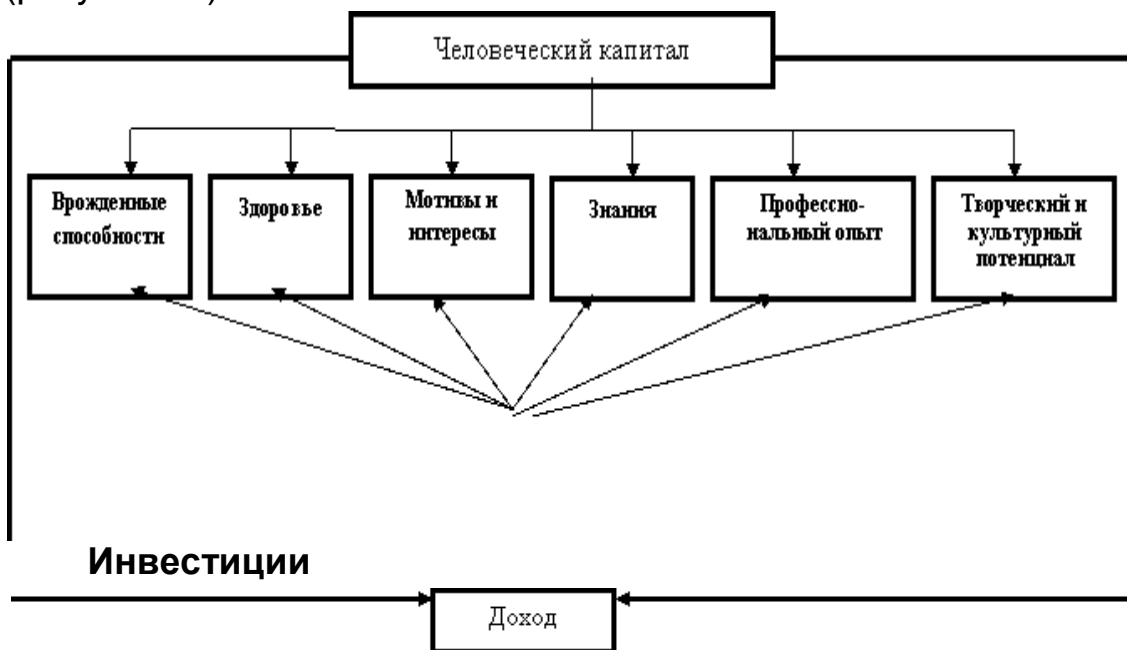 Человеческий капитал
Врожденные
способности
Здоровье
Мотивы и
интересы
Знания
Профессио-
нальный опыт
Творческий и
культурный
потенциал
Инвестиции
Доход